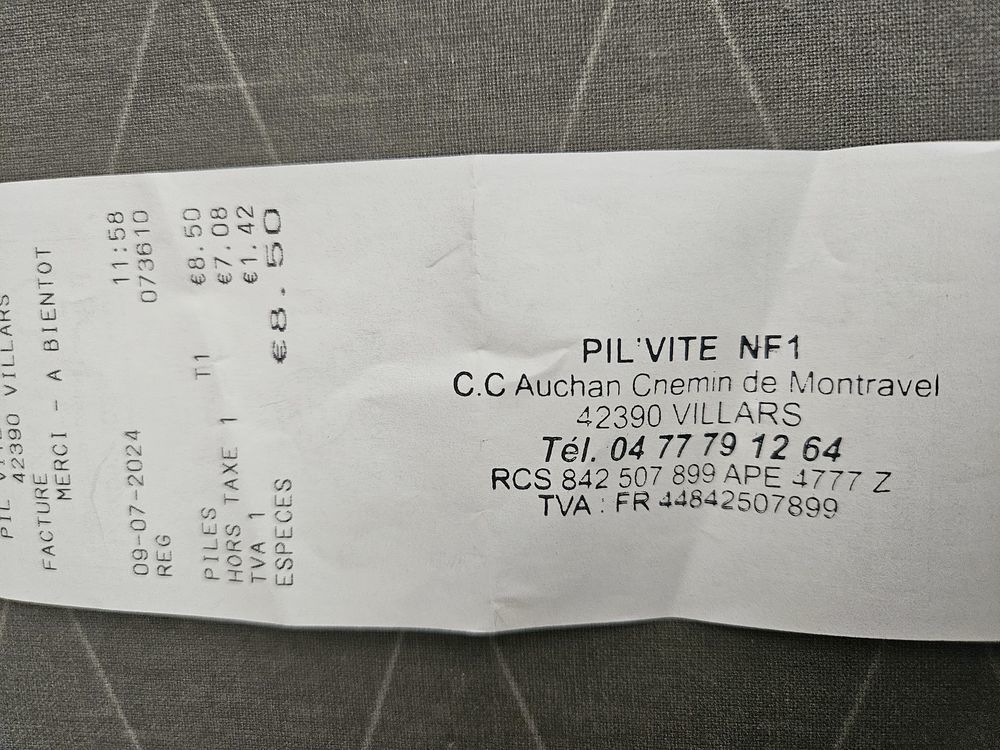 42390 VILLARS
FACTURE
MERCI - A BIENTOT
09-07-2024 11:58
REG 073610
PILES T1 €8.50
HORS TAXE 1 €7.08
TVA 1 €1.42
ESPECES €8.50
PIL'VITE NF1
C.C Auchan Chemin de Montravel
42390 VILLARS
Tél. 04 77 79 12 64
RCS 842 507 899 APE 4777 Z
TVA : FR 44842507899